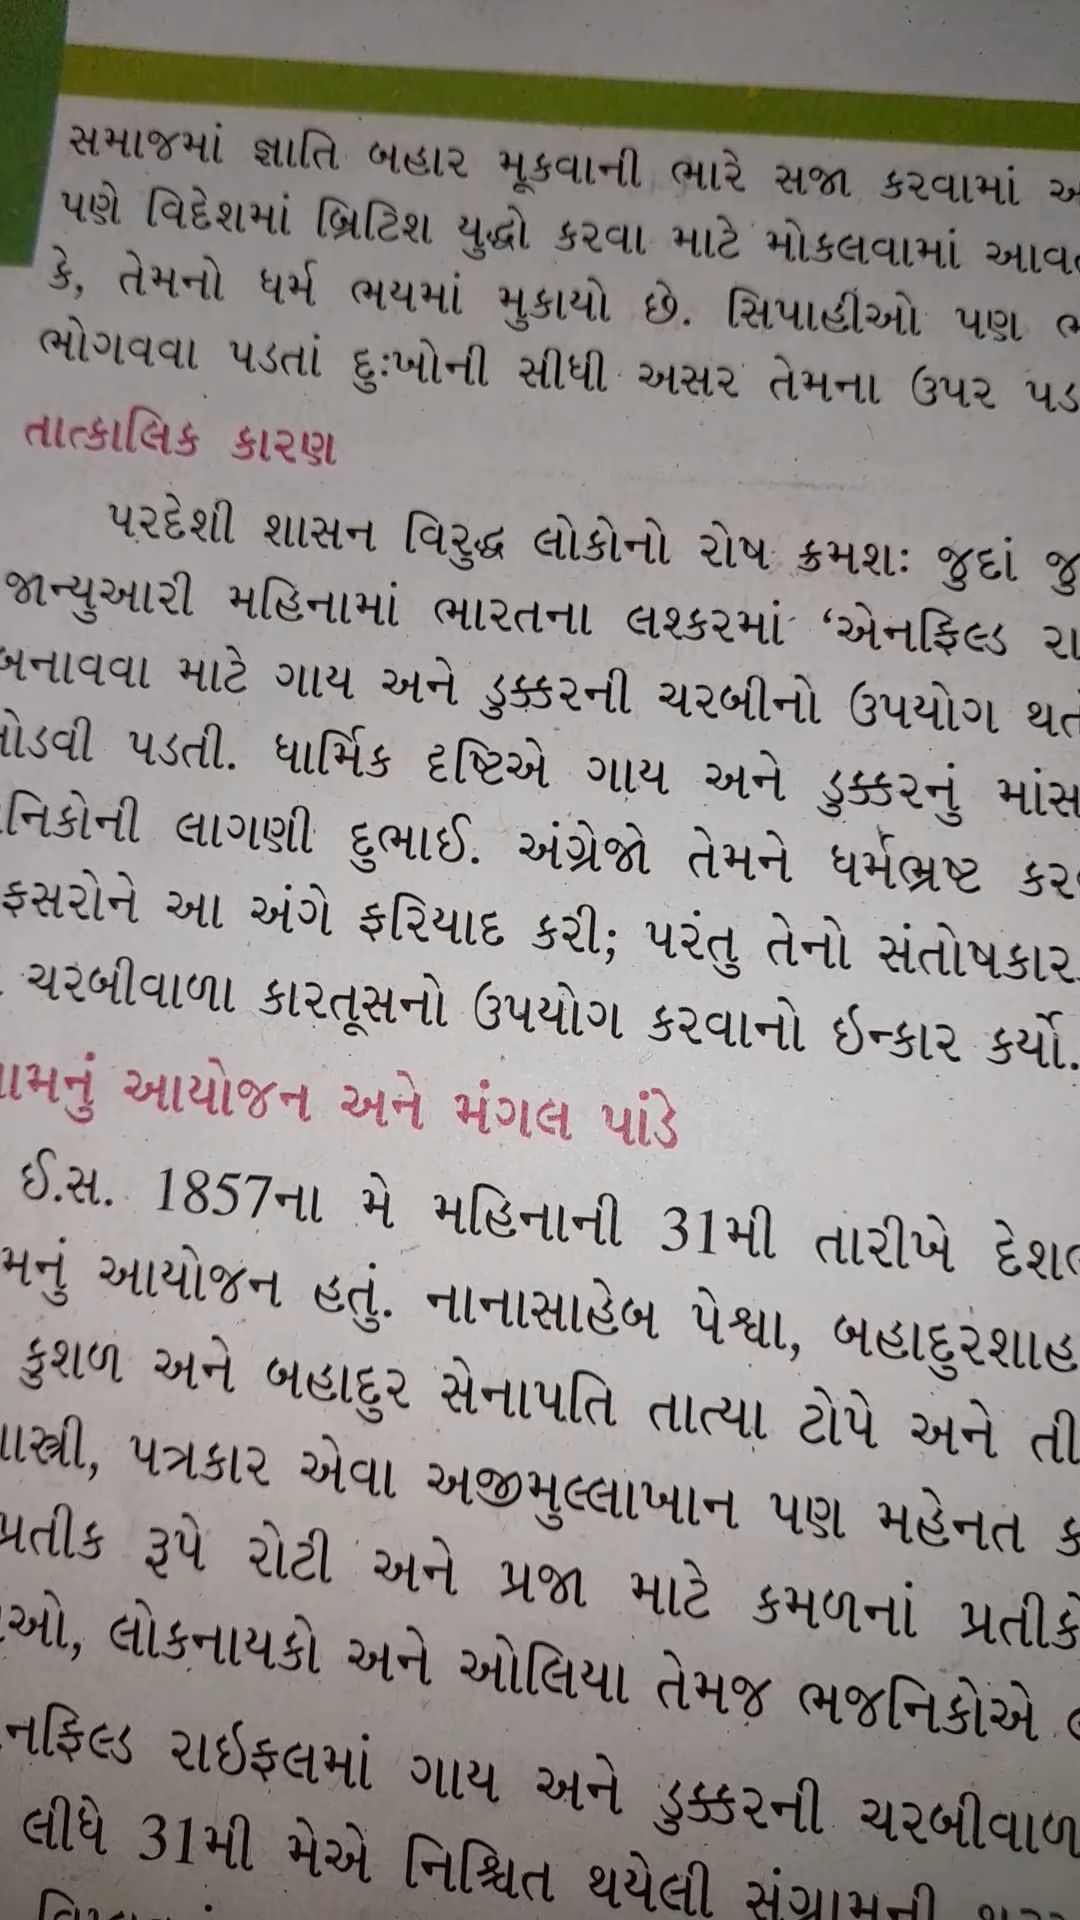 સમાજમાં જ્ઞાતિ બહાર મૂકવાની ભારે સજા કરવામાં
પણે વિદેશમાં બ્રિટિશ યુદ્ધો કરવા માટે મોકલવામાં
કે, તેમનો ધર્મ ભયમાં મુકાયો છે. સિપાહીઓ પણ
ભોગવવા પડતાં દુઃખોની સીધી અસર તેમના ઉપર પડ
તાત્કાલિક કારણ
પરદેશી શાસન વિરુદ્ધ લોકોનો રોષ ક્રમશઃ જુદાં જુ
જાન્યુઆરી મહિનામાં ભારતના લશ્કરમાં ‘એનફિલ્ડ રા
બનાવવા માટે ગાય અને ડુક્કરની ચરબીનો ઉપયોગ થત
ોડવી પડતી. ધાર્મિક દૃષ્ટિએ ગાય અને ડુક્કરનું માંસ
નિકોની લાગણી દુભાઈ. અંગ્રેજો તેમને ધર્મભ્રષ્ટ કર
ફસરોને આ અંગે ફરિયાદ કરી; પરંતુ તેનો સંતોષકાર
ચરબીવાળા કારતૂસનો ઉપયોગ કરવાનો ઇન્કાર કર્યો.
ામનું આયોજન અને મંગલ પાંડે
ઈ.સ. 1857ના મે મહિનાની 31મી તારીખે દેશ
મનું આયોજન હતું. નાનાસાહેબ પેશ્વા, બહાદુરશાહ
કુશળ અને બહાદુર સેનાપતિ તાત્યા ટોપે અને તી
ાસ્ત્રી, પત્રકાર એવા અજીમુલ્લાખાન પણ મહેનત ક
પ્રતીક રૂપે રોટી અને પ્રજા માટે કમળનાં પ્રતીક
ઓ, લોકનાયકો અને ઓલિયા તેમજ ભજનિકોએ
નફિલ્ડ રાઇફલમાં ગાય અને ડુક્કરની ચરબીવાળ
લીધે 31મી મેએ નિશ્ચિત થયેલી સંગ્રામની